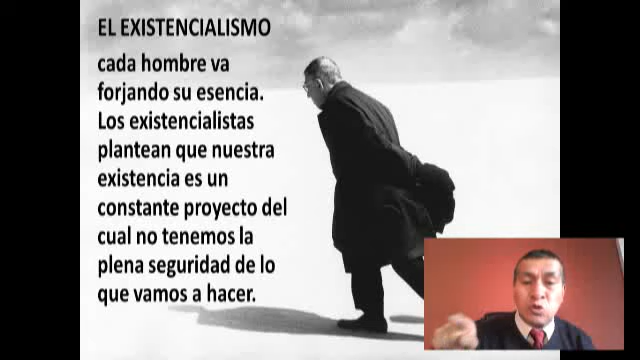 EL EXISTENCIALISMO
cada hombre va
forjando su esencia.
Los existencialistas
plantean que nuestra
existencia es un
constante proyecto del
cual no tenemos la
plena seguridad de lo
que vamos a hacer.